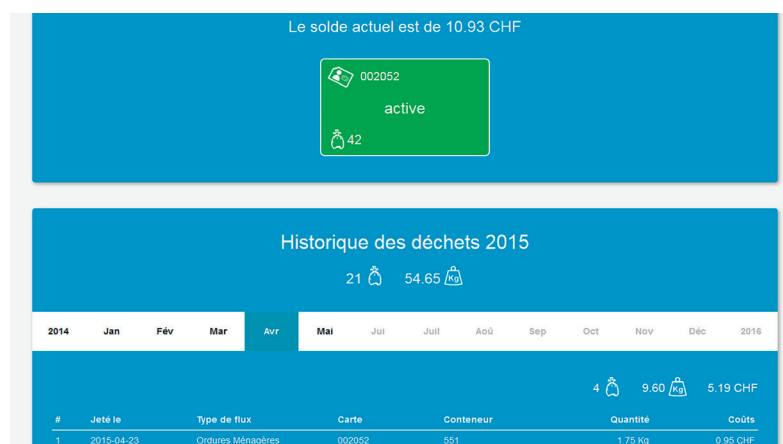 Le solde actuel est de 10.93 CHF
002052
active
42
Historique des déchets 2015
21 54.65 Kg
2014 Jan Fév Mar Avr Mai Jui Juil Aoû Sep Oct Nov Déc 2016
4 9.60 Kg 5.19 CHF
# Jeté le Type de flux Carte Conteneur Quantité Coûts
1 2015-04-23 Ordures Ménagères 002052 551 1.75 Kg 0.95 CHF